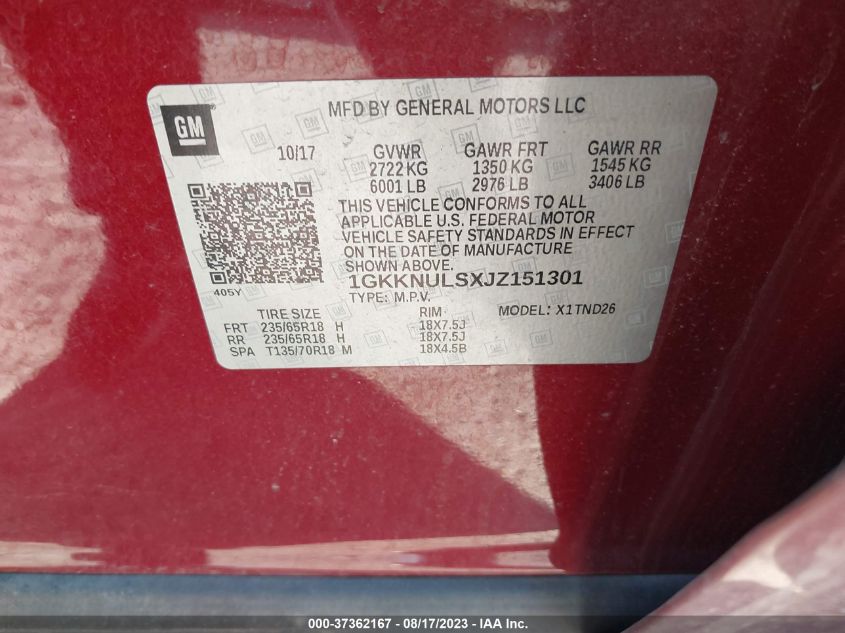 GM
MFD BY GENERAL MOTORS LLC
10/17 GVWR GAWR FRT GAWR RR
2722 KG 1350 KG 1545 KG
6001 LB 2976 LB 3406 LB
THIS VEHICLE CONFORMS TO ALL
APPLICABLE U.S. FEDERAL MOTOR
VEHICLE SAFETY STANDARDS IN EFFECT
ON THE DATE OF MANUFACTURE
SHOWN ABOVE.
405Y
1GKKNULSXJZ151301
TYPE: M.P.V. MODEL: X1TND26
TIRE SIZE RIM
FRT 235/65R18 H 18X7.5J
RR 235/65R18 H 18X7.5J
SPA T135/70R18 M 18X4.5B
000-37362167 - 08/17/2023 - IAA Inc.